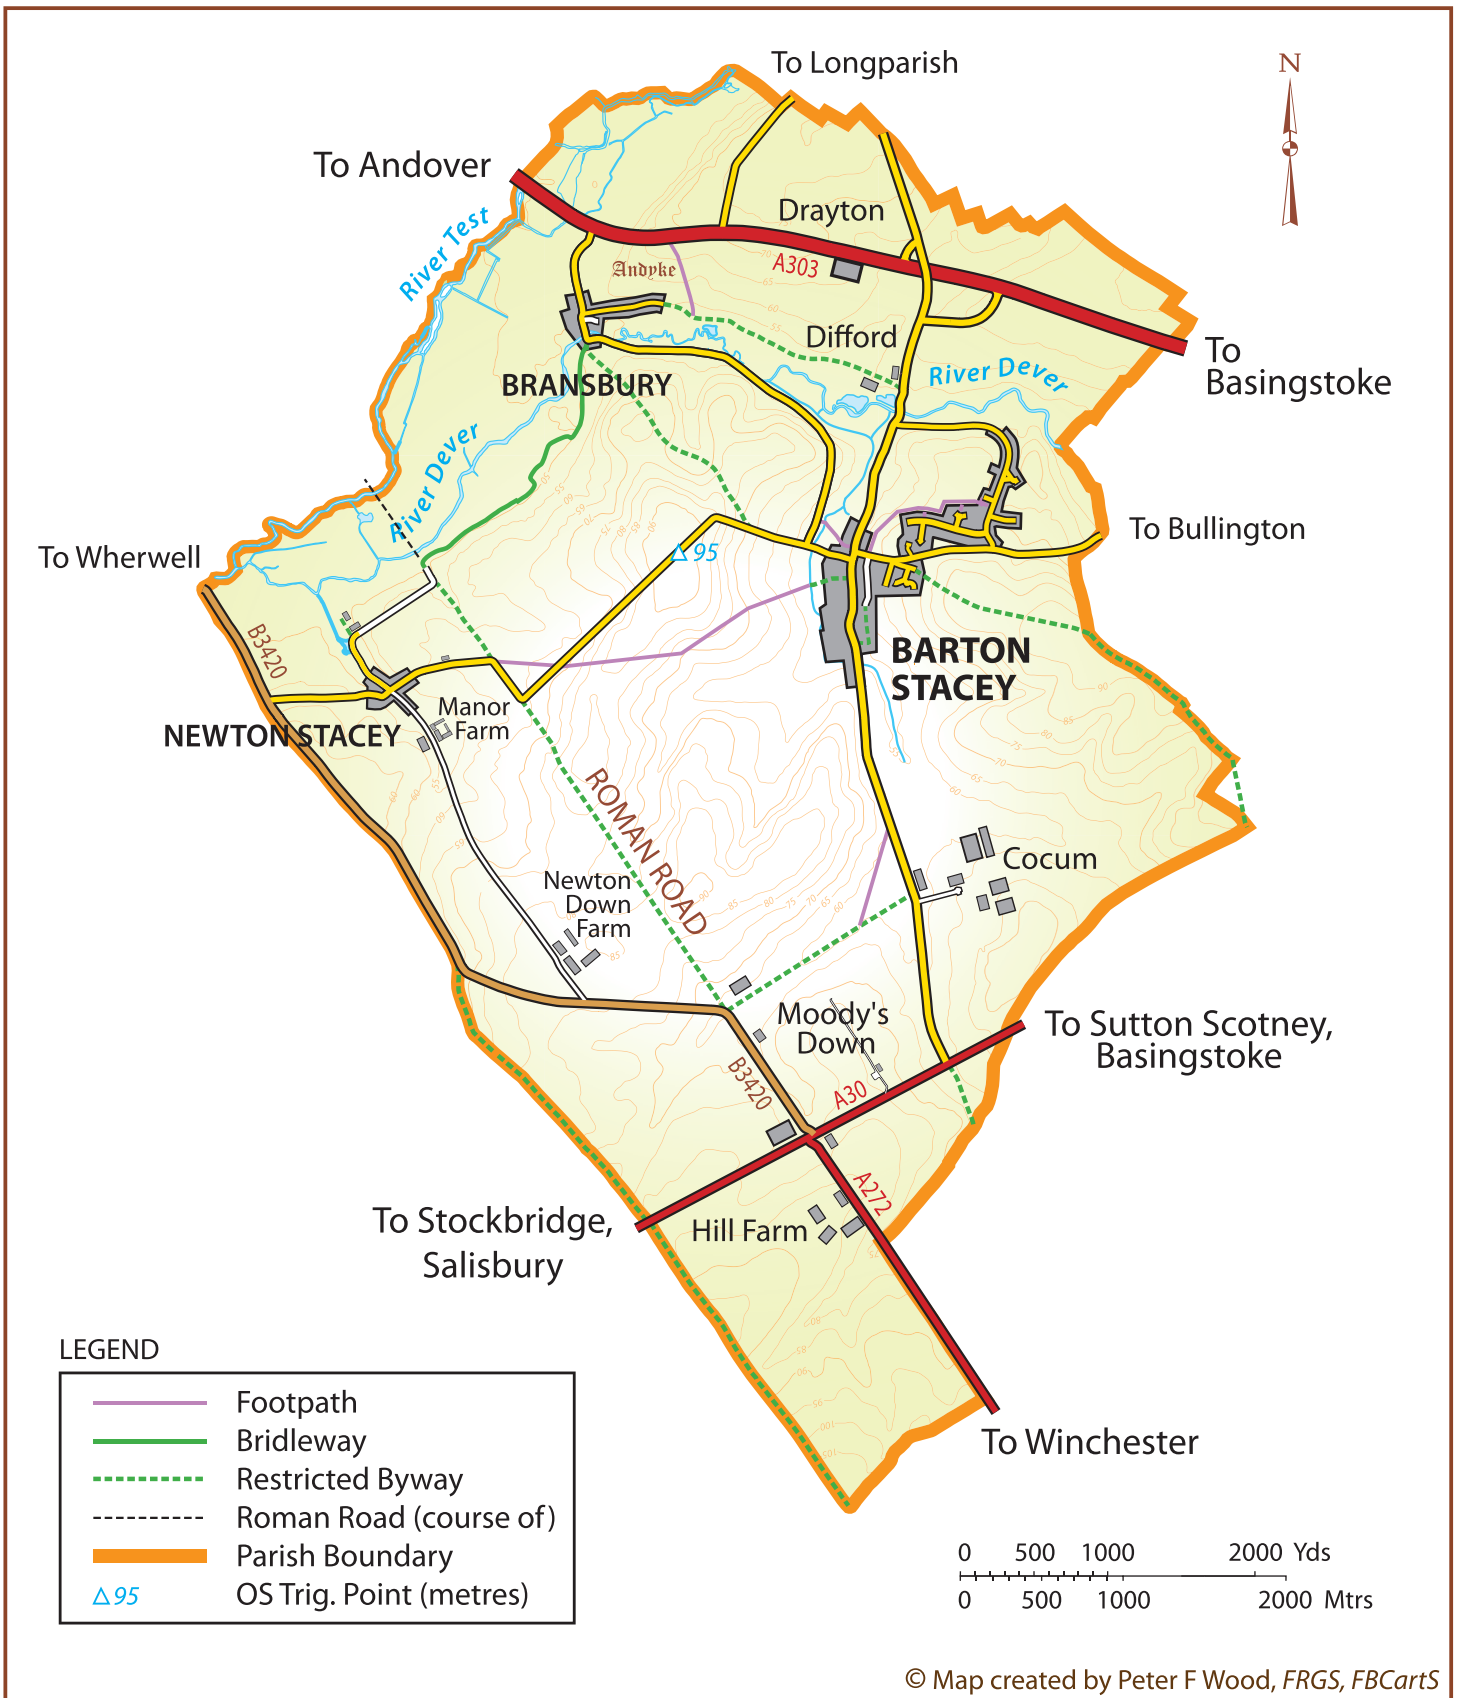 To Longparish
N
To Andover
Drayton
River Test
Andyke
A303
Difford
To
Basingstoke
River Dever
BRANSBURY
River Dever
To Wherwell
95
To Bullington
B3420
BARTON
STACEY
Manor
Farm
NEWTON STACEY
ROMAN ROAD
Cocum
Newton
Down
Farm
Moody's
Down
To Sutton Scotney,
Basingstoke
B3420
A30
A272
To Stockbridge,
Salisbury
Hill Farm
To Winchester
LEGEND
Footpath
Bridleway
Restricted Byway
Roman Road (course of)
Parish Boundary
95 OS Trig. Point (metres)
0 500 1000 2000 Yds
0 500 1000 2000 Mtrs
© Map created by Peter F Wood, FRGS, FBCartS